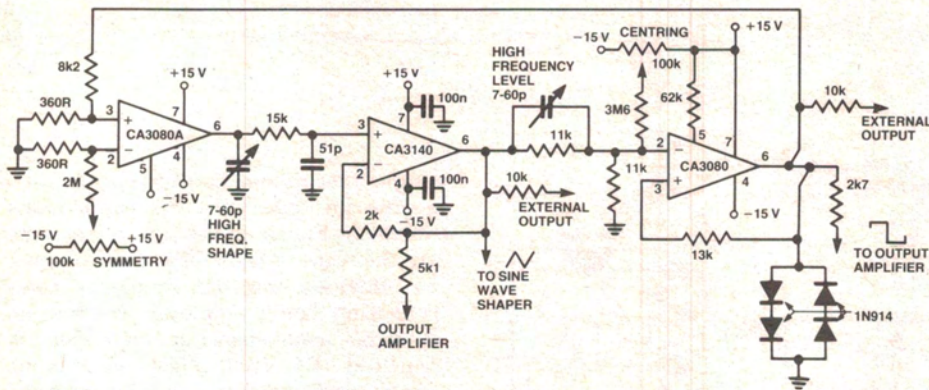 8k2
360R
360R
2M
−15 V
+15 V
100k
SYMMETRY
+15 V
3
+
7
CA3080A
6
−
2
5
4
−15 V
−15 V
15k
7-60p
HIGH
FREQ.
SHAPE
51p
+15 V
100n
7
3
+
CA3140
6
2
−
4
100n
−15 V
2k
5k1
OUTPUT
AMPLIFIER
10k
EXTERNAL
OUTPUT
TO SINE
WAVE
SHAPER
HIGH
FREQUENCY
LEVEL
7-60p
11k
11k
−15 V
CENTRING
100k
+15 V
3M6
62k
5
7
2
−
CA3080
6
3
+
4
−15 V
13k
10k
EXTERNAL
OUTPUT
2k7
TO OUTPUT
AMPLIFIER
1N914